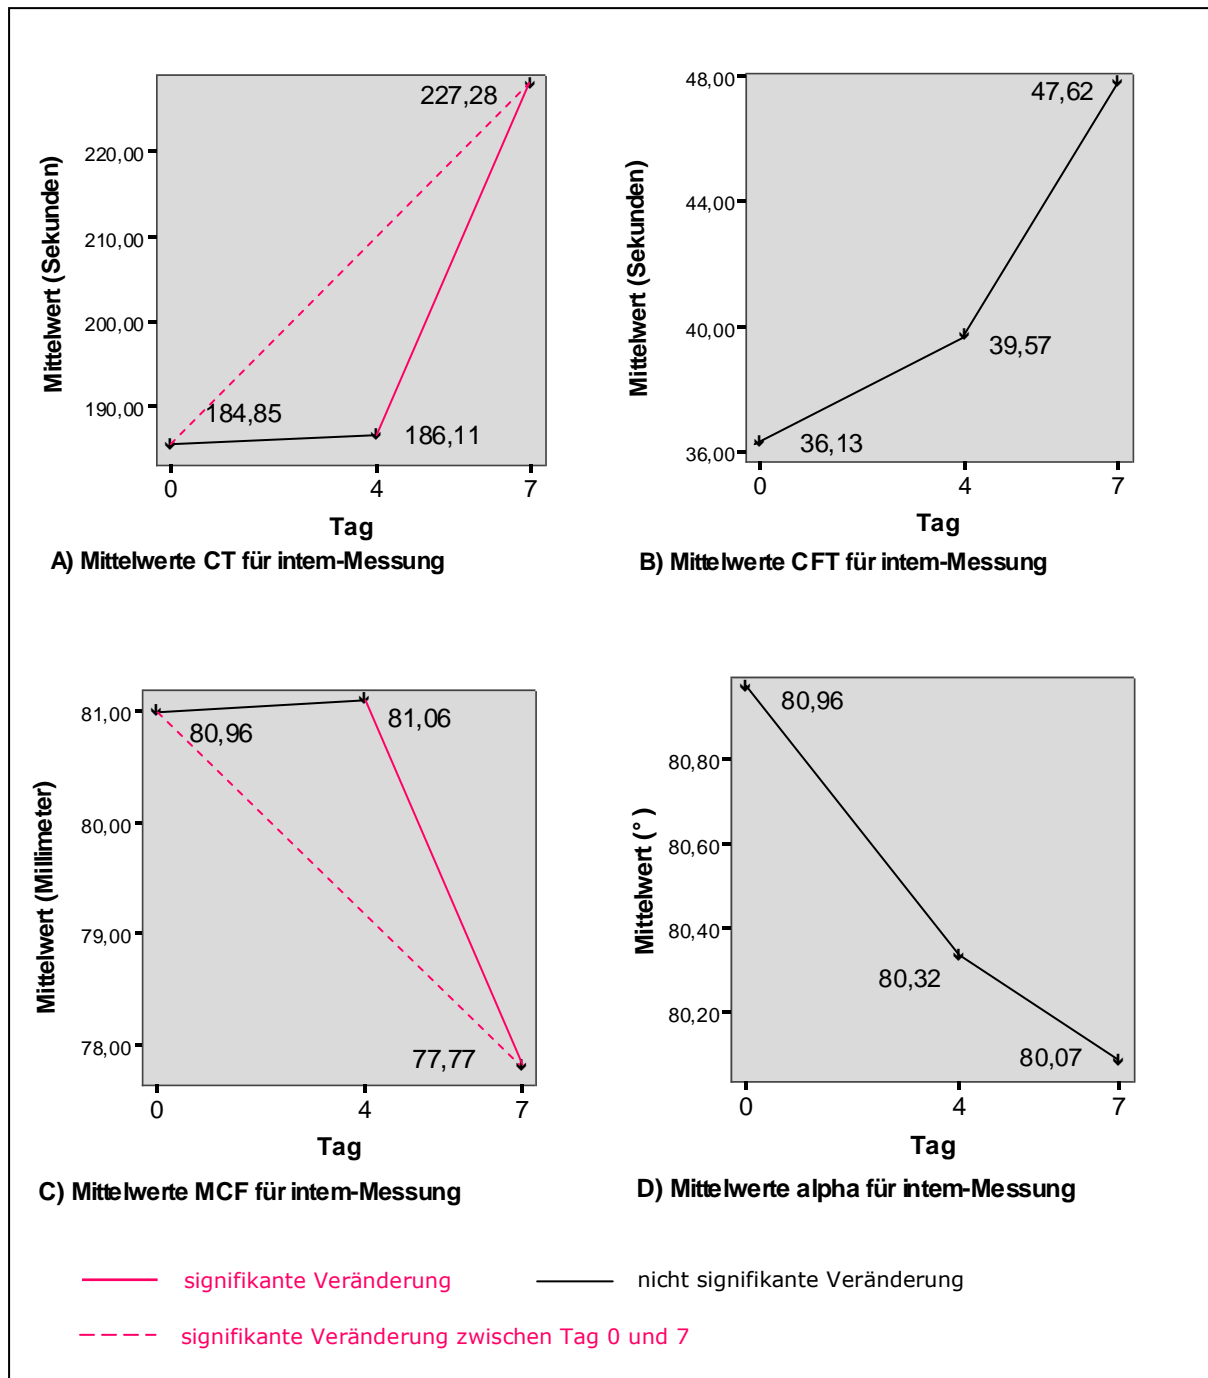 Mittelwert (Sekunden)
220,00
210,00
200,00
190,00
227,28
184,85
186,11
0 4 7
Tag
A) Mittelwerte CT für intem-Messung
Mittelwert (Sekunden)
48,00
44,00
40,00
36,00
47,62
39,57
36,13
0 4 7
Tag
B) Mittelwerte CFT für intem-Messung
Mittelwert (Millimeter)
81,00
80,00
79,00
78,00
80,96
81,06
77,77
0 4 7
Tag
C) Mittelwerte MCF für intem-Messung
Mittelwert (°)
80,80
80,60
80,40
80,20
80,96
80,32
80,07
0 4 7
Tag
D) Mittelwerte alpha für intem-Messung
signifikante Veränderung
nicht signifikante Veränderung
signifikante Veränderung zwischen Tag 0 und 7